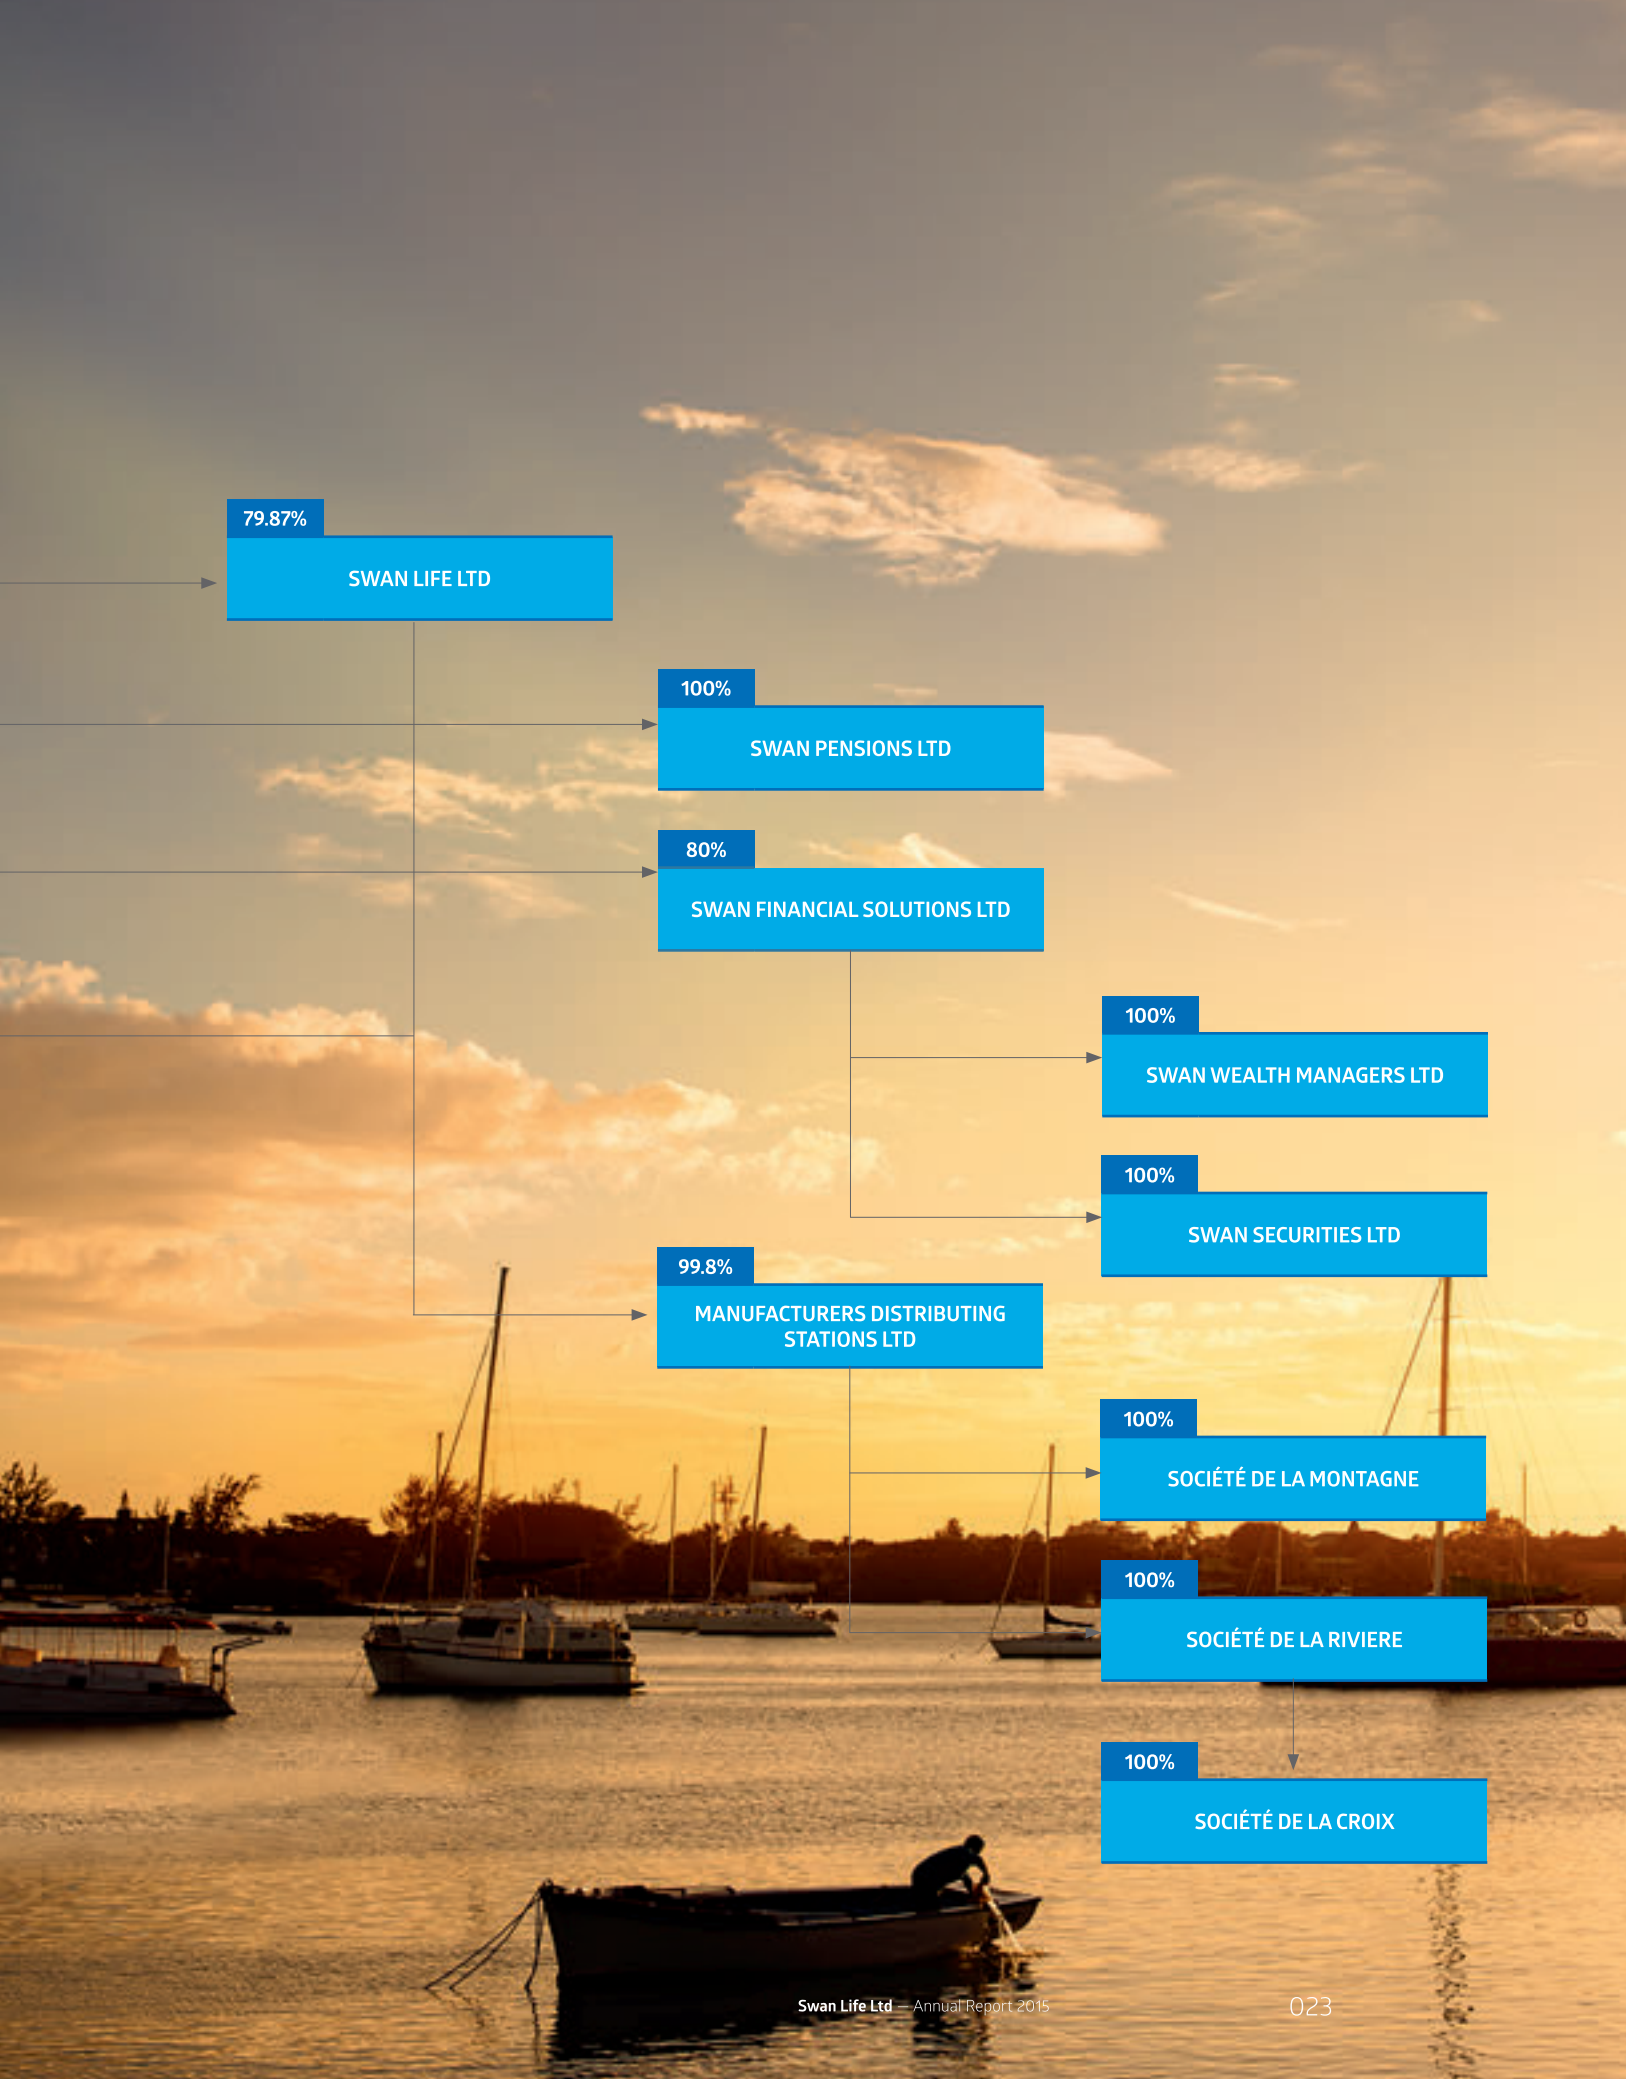 79.87%
SWAN LIFE LTD
100%
SWAN PENSIONS LTD
80%
SWAN FINANCIAL SOLUTIONS LTD
100%
SWAN WEALTH MANAGERS LTD
100%
SWAN SECURITIES LTD
99.8%
MANUFACTURERS DISTRIBUTING
STATIONS LTD
100%
SOCIÉTÉ DE LA MONTAGNE
100%
SOCIÉTÉ DE LA RIVIERE
100%
SOCIÉTÉ DE LA CROIX
Swan Life Ltd — Annual Report 2015 023